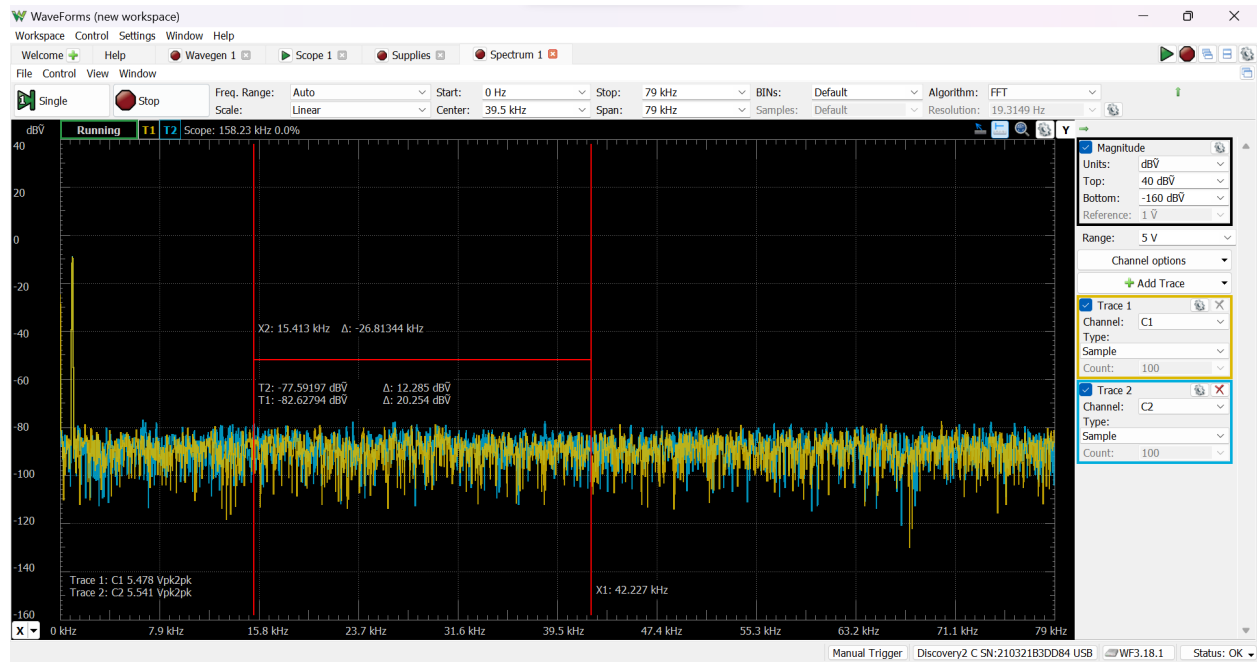 WaveForms (new workspace)
Workspace Control Settings Window Help
Welcome Help Wavegen 1 Scope 1 Supplies Spectrum 1
File Control View Window
Single Stop Freq. Range: Auto Start: 0 Hz Stop: 79 kHz BINs: Default Algorithm: FFT
Scale: Linear Center: 39.5 kHz Span: 79 kHz Samples: Default Resolution: 19.3149 Hz
dBṼ Running T1 T2 Scope: 158.23 kHz 0.0% Y
40
20
0
-20
-40
-60
-80
-100
-120
-140
-160
X2: 15.413 kHz Δ: -26.81344 kHz
T2: -77.59197 dBṼ Δ: 12.285 dBṼ
T1: -82.62794 dBṼ Δ: 20.254 dBṼ
X1: 42.227 kHz
Trace 1: C1 5.478 Vpk2pk
Trace 2: C2 5.541 Vpk2pk
X 0 kHz 7.9 kHz 15.8 kHz 23.7 kHz 31.6 kHz 39.5 kHz 47.4 kHz 55.3 kHz 63.2 kHz 71.1 kHz 79 kHz
Magnitude
Units: dBṼ
Top: 40 dBṼ
Bottom: -160 dBṼ
Reference: 1 Ṽ
Range: 5 V
Channel options
Add Trace
Trace 1
Channel: C1
Type:
Sample
Count: 100
Trace 2
Channel: C2
Type:
Sample
Count: 100
Manual Trigger Discovery2 C SN:210321B3DD84 USB WF3.18.1 Status: OK